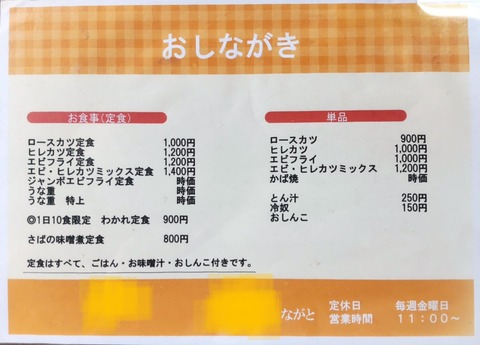 おしながき
お食事(定食)
ロースカツ定食 1,000円
ヒレカツ定食 1,200円
エビフライ定食 1,200円
エビ・ヒレカツミックス定食 1,400円
ジャンボエビフライ定食 時価
うな重 時価
うな重 特上 時価
◎1日10食限定 わかれ定食 900円
さばの味噌煮定食 800円
定食はすべて、ごはん・お味噌汁・おしんこ付きです。
単品
ロースカツ 900円
ヒレカツ 1,000円
エビフライ 1,000円
エビ・ヒレカツミックス 1,200円
かば焼 時価
とん汁 250円
冷奴 150円
おしんこ
ながと
定休日 毎週金曜日
営業時間 11:00~